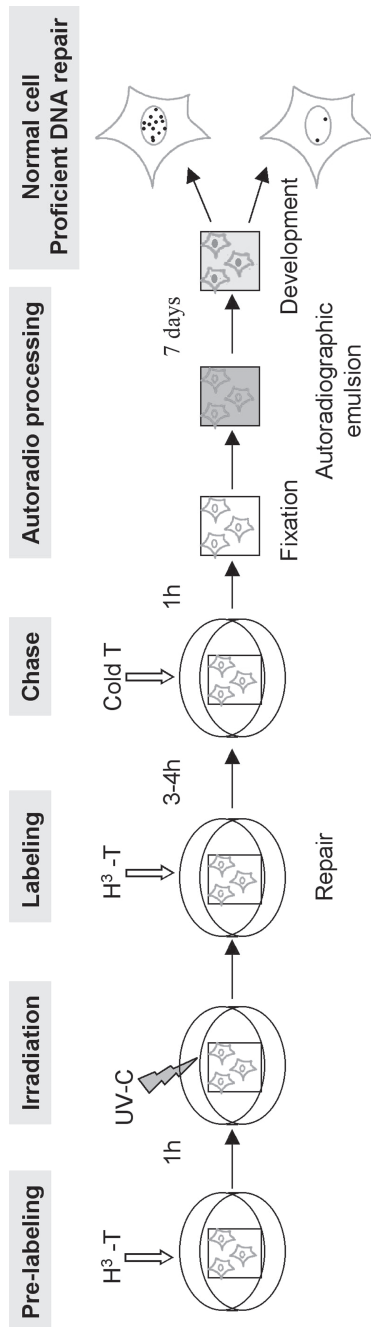 Pre-labeling
Irradiation
Labeling
Chase
Autoradio processing
Normal cell
Proficient DNA repair
H³-T
1h
UV-C
H³-T
3–4h
Repair
Cold T
1h
Fixation
Autoradiographic
emulsion
7 days
Development